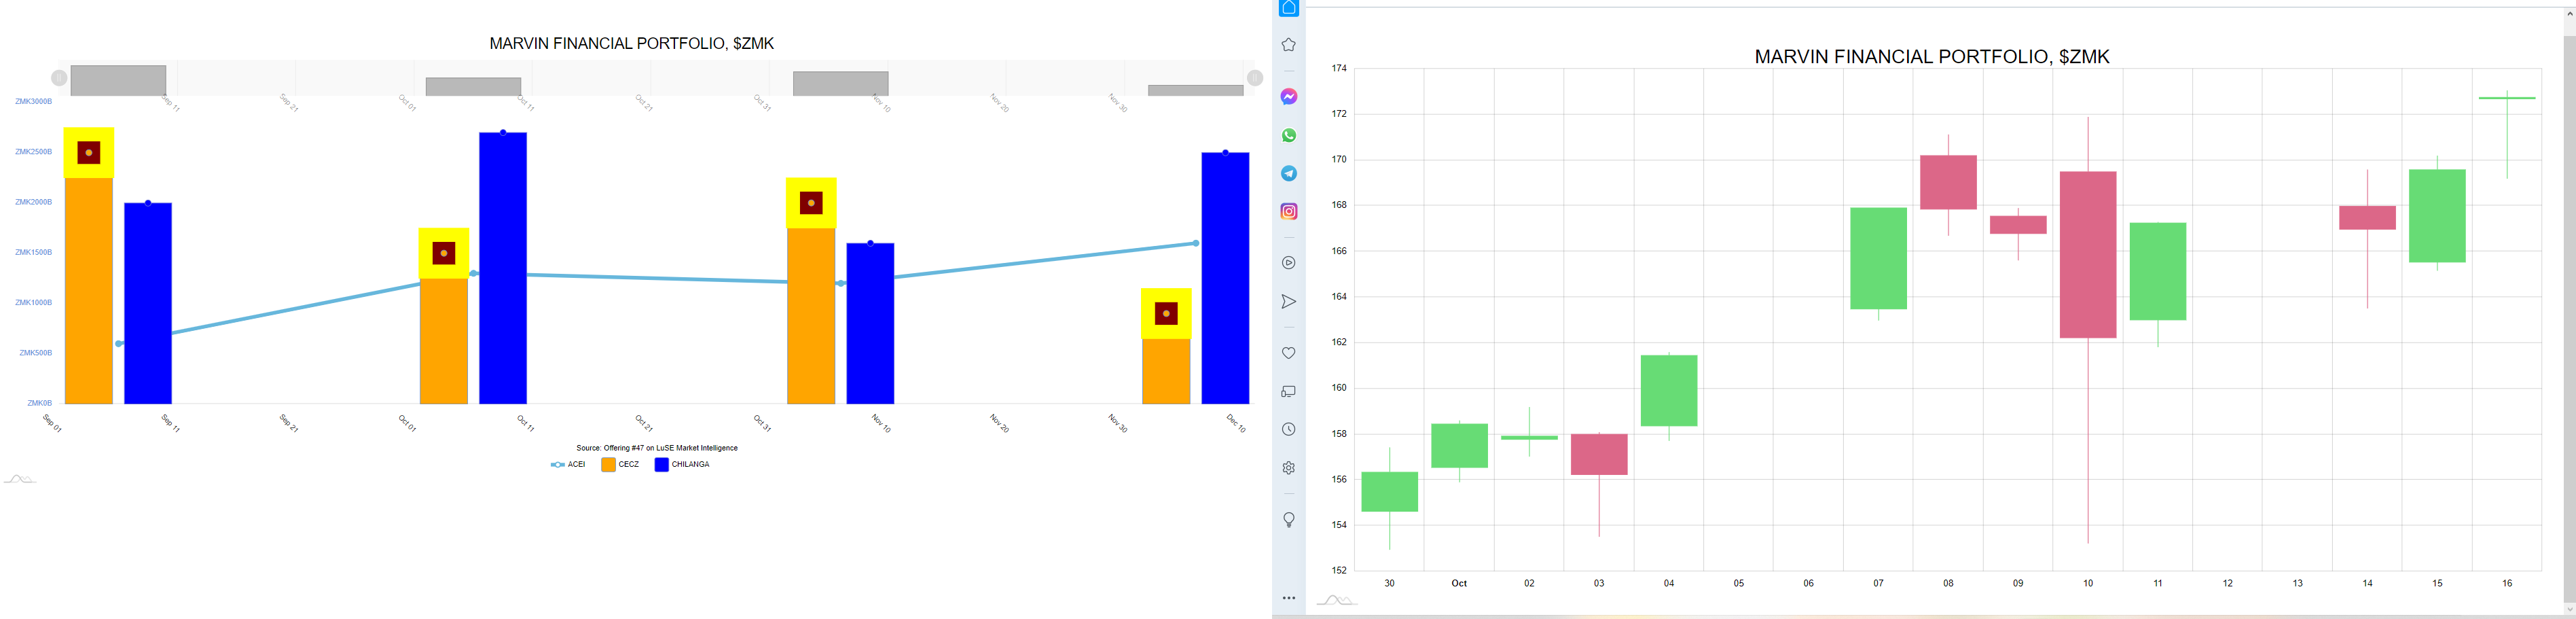 MARVIN FINANCIAL PORTFOLIO, $ZMK
Sep 11
Sep 21
Oct 01
Oct 11
Oct 21
Oct 31
Nov 10
Nov 20
Nov 30
ZMK3000B
ZMK2500B
ZMK2000B
ZMK1500B
ZMK1000B
ZMK500B
ZMK0B
Sep 01
Sep 11
Sep 21
Oct 01
Oct 11
Oct 21
Oct 31
Nov 10
Nov 20
Nov 30
Dec 10
Source: Offering #47 on LuSE Market Intelligence
ACEI CECZ CHILANGA
MARVIN FINANCIAL PORTFOLIO, $ZMK
174
172
170
168
166
164
162
160
158
156
154
152
30 Oct 02 03 04 05 06 07 08 09 10 11 12 13 14 15 16